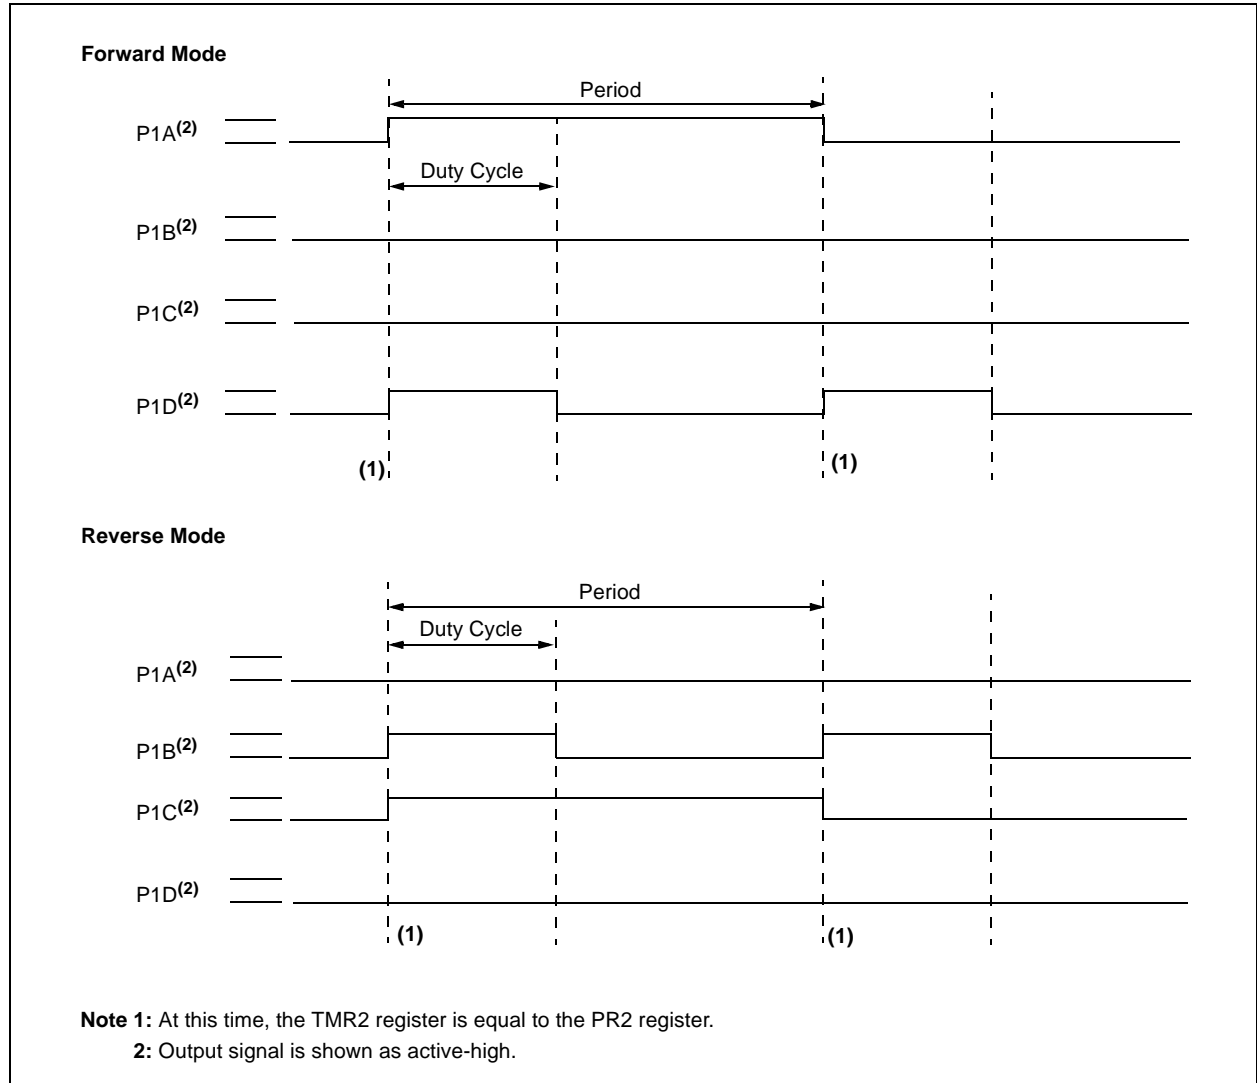 Forward Mode
Period
P1A(2)
Duty Cycle
P1B(2)
P1C(2)
P1D(2)
(1)
(1)
Reverse Mode
Period
Duty Cycle
P1A(2)
P1B(2)
P1C(2)
P1D(2)
(1)
(1)
Note 1: At this time, the TMR2 register is equal to the PR2 register.
2: Output signal is shown as active-high.